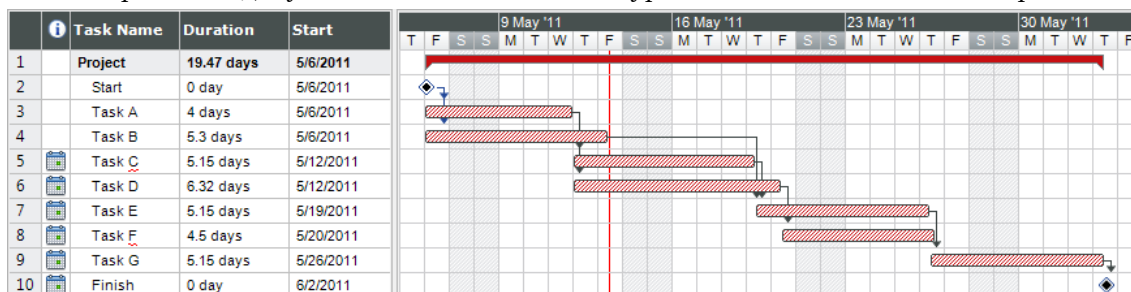 Task Name Duration Start 9 May '11 16 May '11 23 May '11 30 May '11
T F S S M T W T F S S M T W T F S S M T W T F S S M T W T F
1 Project 19.47 days 5/6/2011
2 Start 0 day 5/6/2011
3 Task A 4 days 5/6/2011
4 Task B 5.3 days 5/6/2011
5 Task C 5.15 days 5/12/2011
6 Task D 6.32 days 5/12/2011
7 Task E 5.15 days 5/19/2011
8 Task F 4.5 days 5/20/2011
9 Task G 5.15 days 5/26/2011
10 Finish 0 day 6/2/2011